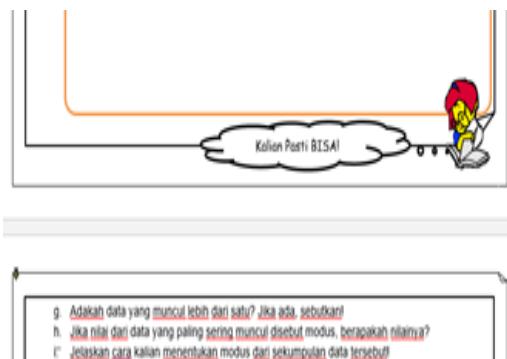 Kalian Pasti BISA!
g. Adakah data yang muncul lebih dari satu? Jika ada, sebutkan!
h. Jika nilai dari data yang paling sering muncul disebut modus, berapakah nilainya?
i. Jelaskan cara kalian menentukan modus dari sekumpulan data tersebut!